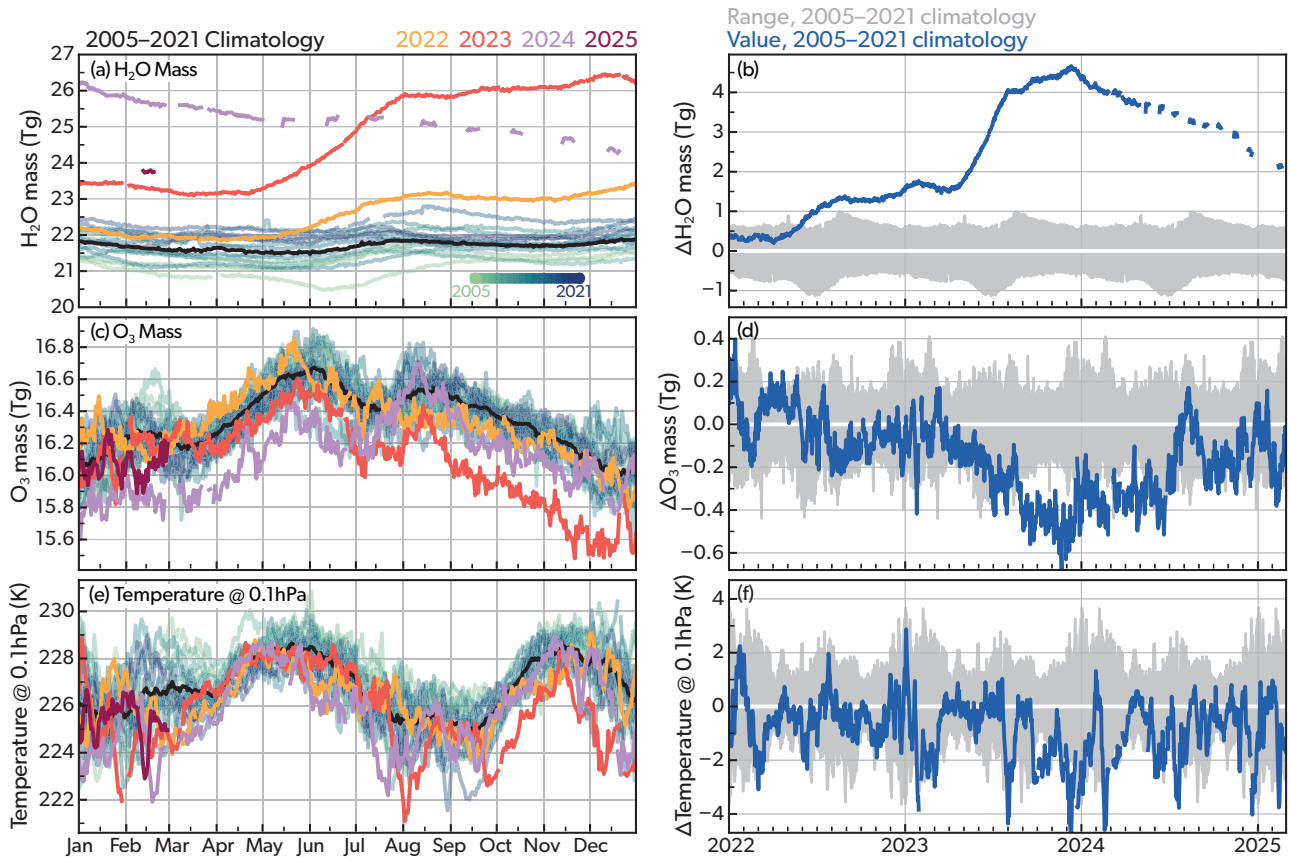 Range, 2005–2021 climatology
2005–2021 Climatology 2022 2023 2024 2025 Value, 2005–2021 climatology
(a) H₂O Mass
H₂O mass (Tg)
27
26
25
24
23
22
21
20
2005 2021
(b)
ΔH₂O mass (Tg)
4
3
2
1
0
−1
(c) O₃ Mass
O₃ Mass (Tg)
16.8
16.6
16.4
16.2
16.0
15.8
15.6
(d)
ΔO₃ mass (Tg)
0.4
0.2
0.0
−0.2
−0.4
−0.6
(e) Temperature @ 0.1hPa
Temperature @ 0.1hPa (K)
230
228
226
224
222
Jan Feb Mar Apr May Jun Jul Aug Sep Oct Nov Dec
(f)
ΔTemperature @ 0.1hPa (K)
4
2
0
−2
−4
2022 2023 2024 2025